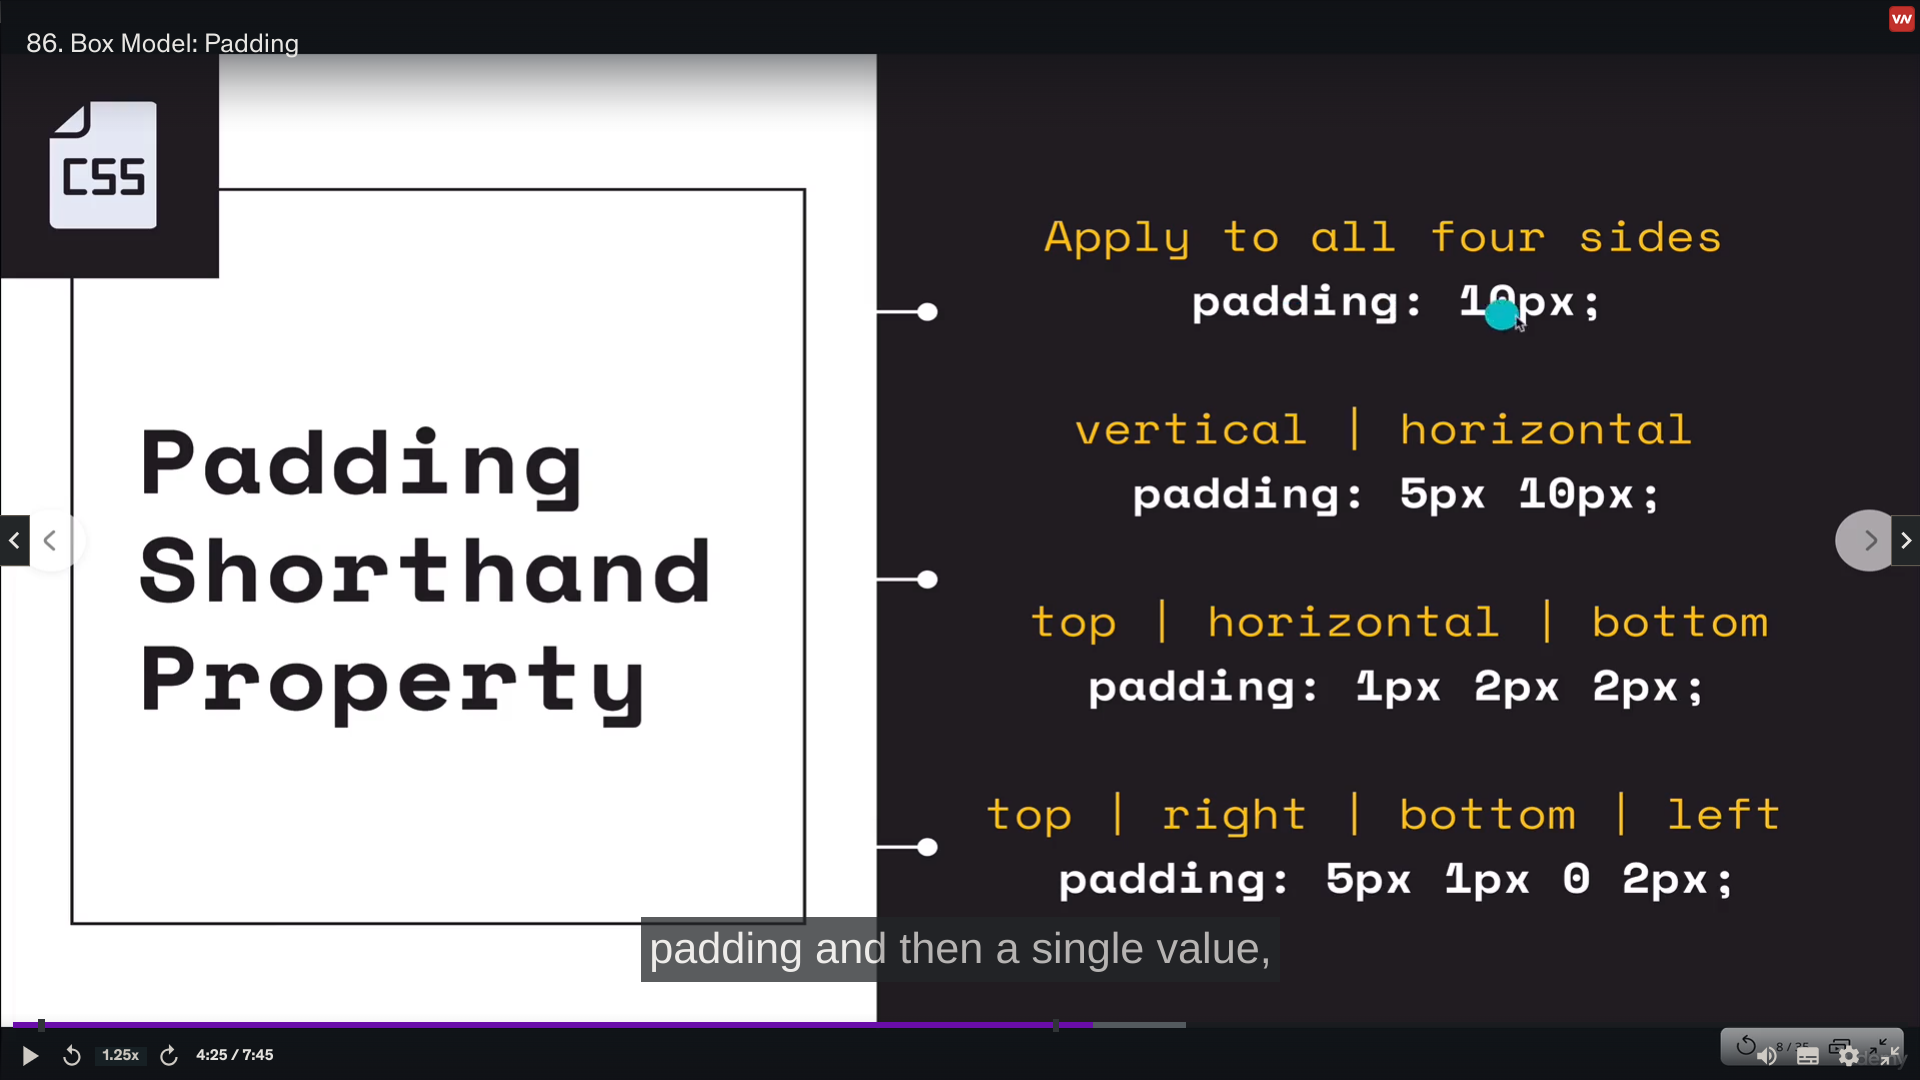 86. Box Model: Padding
CSS
Padding
Shorthand
Property
Apply to all four sides
padding: 10px;
vertical | horizontal
padding: 5px 10px;
top | horizontal | bottom
padding: 1px 2px 2px;
top | right | bottom | left
padding: 5px 1px 0 2px;
padding and then a single value,
1.25x
4:25 / 7:45